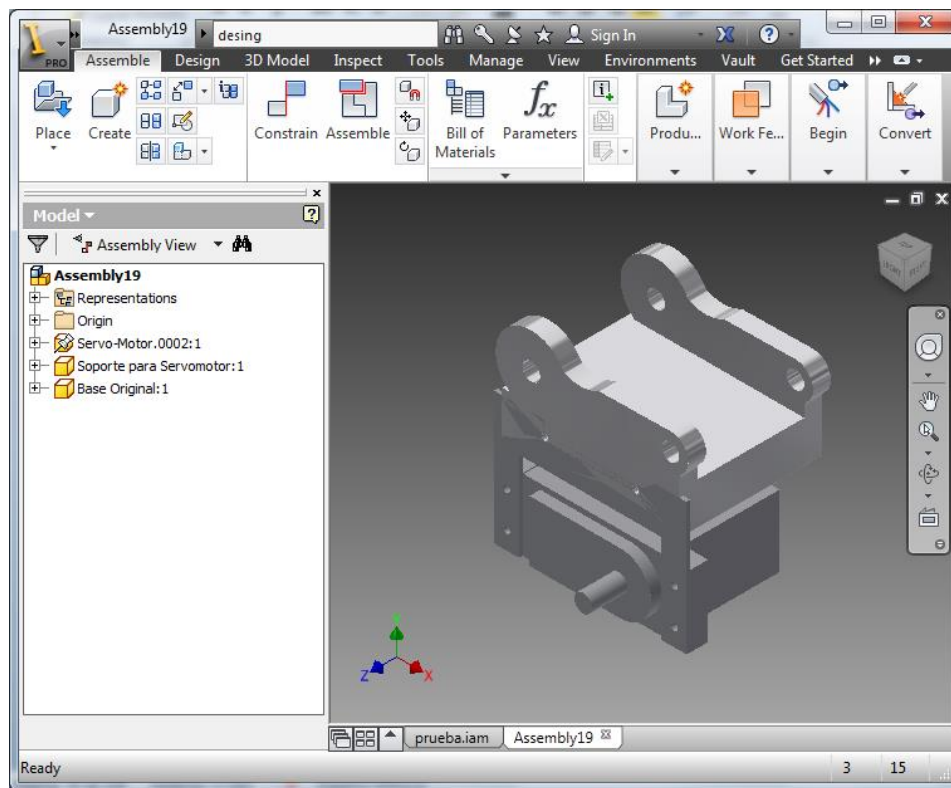 Assembly19 desing Sign In
PRO Assemble Design 3D Model Inspect Tools Manage View Environments Vault Get Started
Place Create Constrain Assemble Bill of Materials Parameters Produ... Work Fe... Begin Convert
Model
Assembly View
Assembly19
Representations
Origin
Servo-Motor.0002:1
Soporte para Servomotor:1
Base Original:1
Y
Z X
prueba.iam Assembly19
Ready 3 15